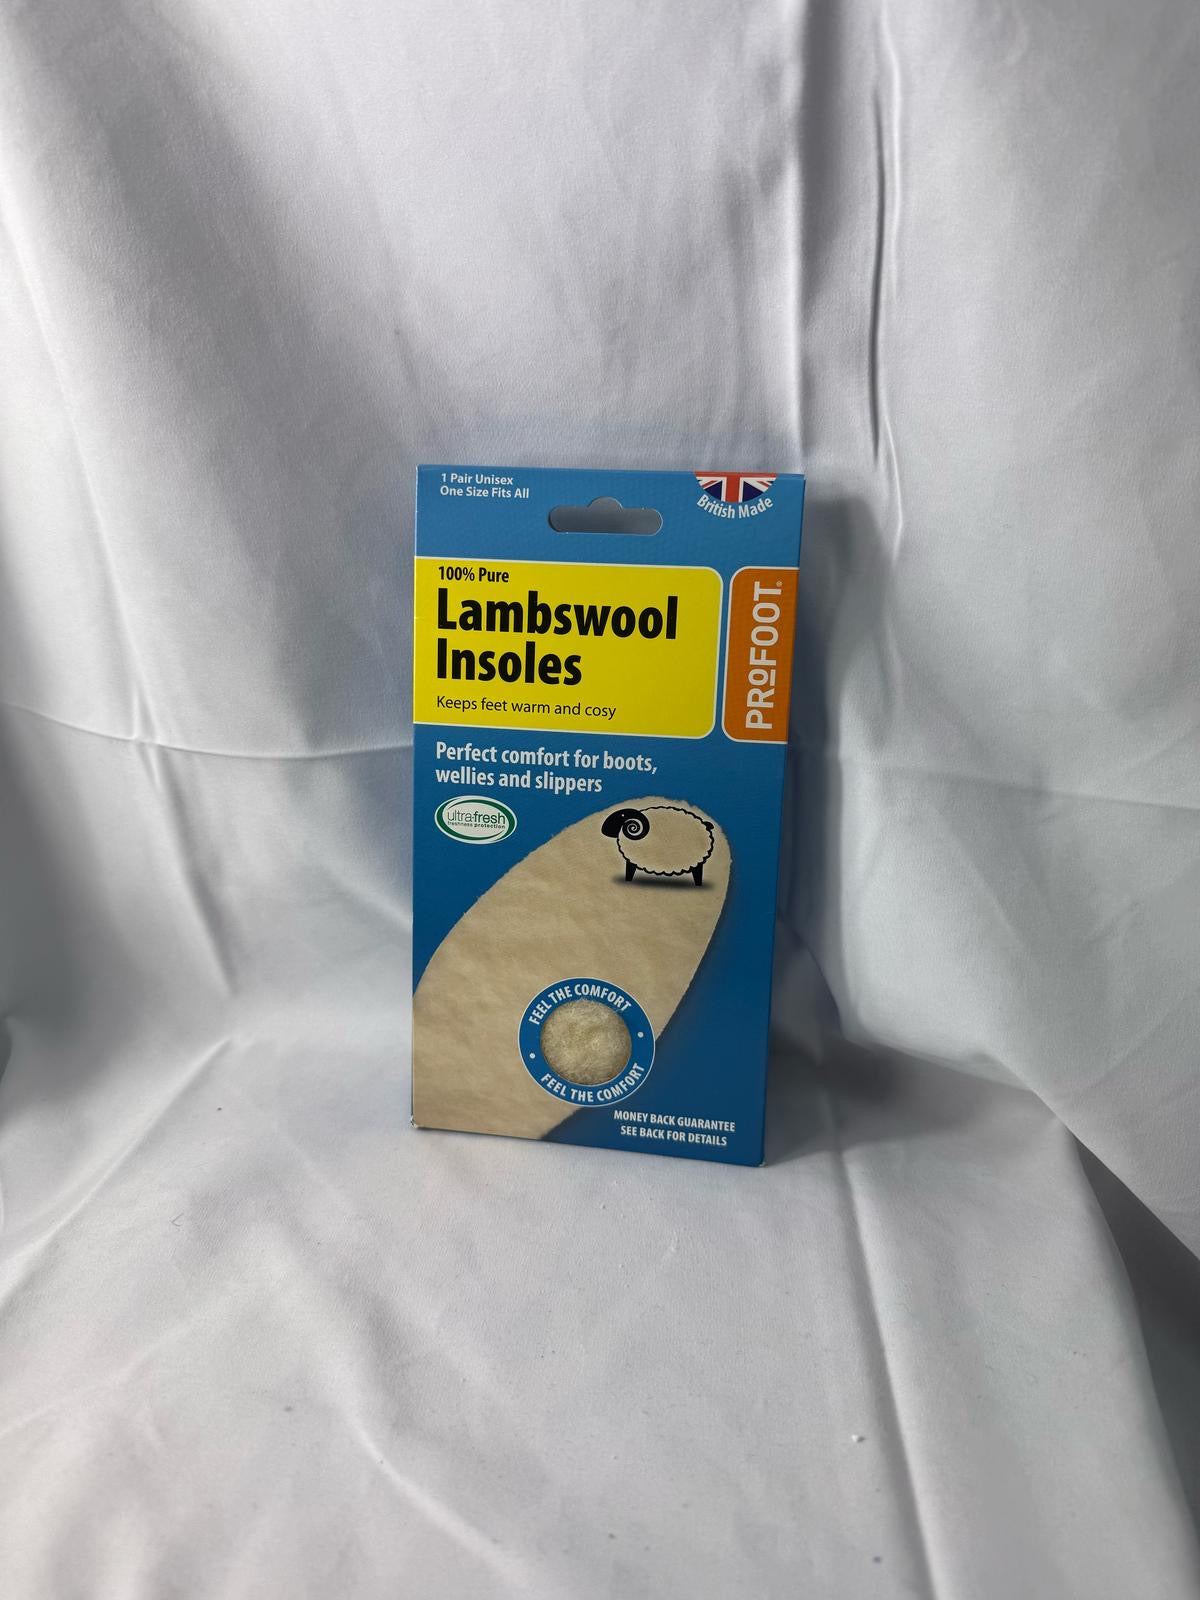 1 Pair Unisex
One Size Fits All
British Made
100% Pure
Lambswool
Insoles
Keeps feet warm and cosy
PROFOOT®
Perfect comfort for boots,
wellies and slippers
ultra-fresh
freshness protection
FEEL THE COMFORT
FEEL THE COMFORT
MONEY BACK GUARANTEE
SEE BACK FOR DETAILS